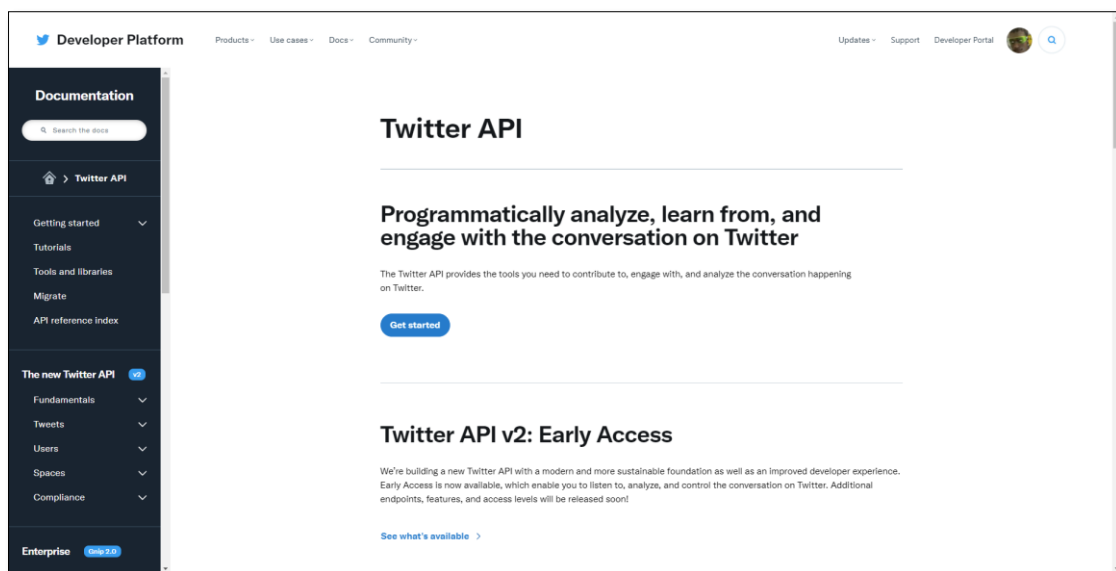 Developer Platform
Products
Use cases
Docs
Community
Updates
Support
Developer Portal
Documentation
Search the docs
Twitter API
Getting started
Tutorials
Tools and libraries
Migrate
API reference index
The new Twitter API v2
Fundamentals
Tweets
Users
Spaces
Compliance
Enterprise Gnip 2.0
Twitter API
Programmatically analyze, learn from, and
engage with the conversation on Twitter
The Twitter API provides the tools you need to contribute to, engage with, and analyze the conversation happening
on Twitter.
Get started
Twitter API v2: Early Access
We're building a new Twitter API with a modern and more sustainable foundation as well as an improved developer experience.
Early Access is now available, which enable you to listen to, analyze, and control the conversation on Twitter. Additional
endpoints, features, and access levels will be released soon!
See what's available